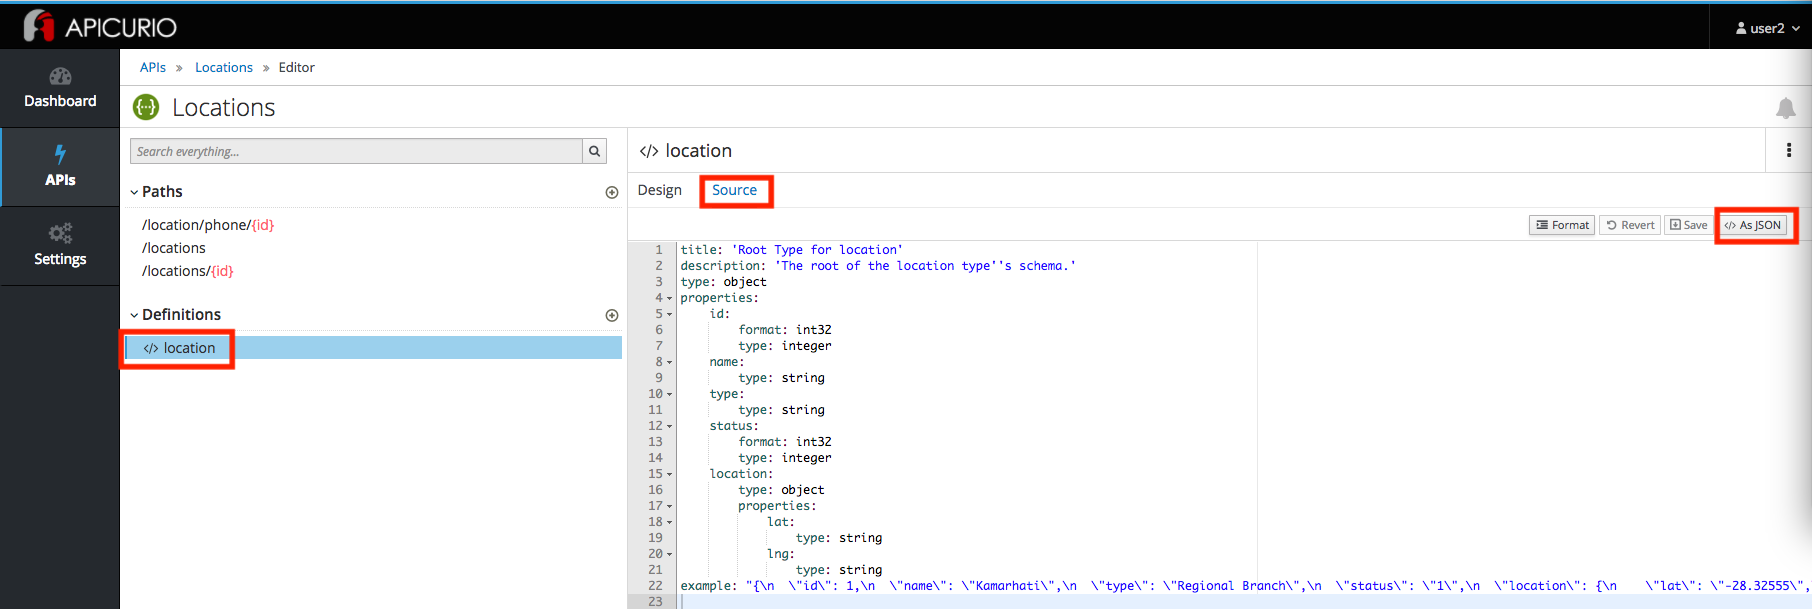 APICURIO
user2
Dashboard
APIs
Settings
APIs » Locations » Editor
Locations
Search everything...
Paths
/location/phone/{id}
/locations
/locations/{id}
Definitions
</> location
</> location
Design Source
Format Revert Save </> As JSON
1 title: 'Root Type for location'
2 description: 'The root of the location type''s schema.'
3 type: object
4 properties:
5 id:
6 format: int32
7 type: integer
8 name:
9 type: string
10 type:
11 type: string
12 status:
13 format: int32
14 type: integer
15 location:
16 type: object
17 properties:
18 lat:
19 type: string
20 lng:
21 type: string
22 example: "{\n  \"id\": 1,\n  \"name\": \"Kamarhati\",\n  \"type\": \"Regional Branch\",\n  \"status\": \"1\",\n  \"location\": {\n    \"lat\": \"-28.32555\",
23